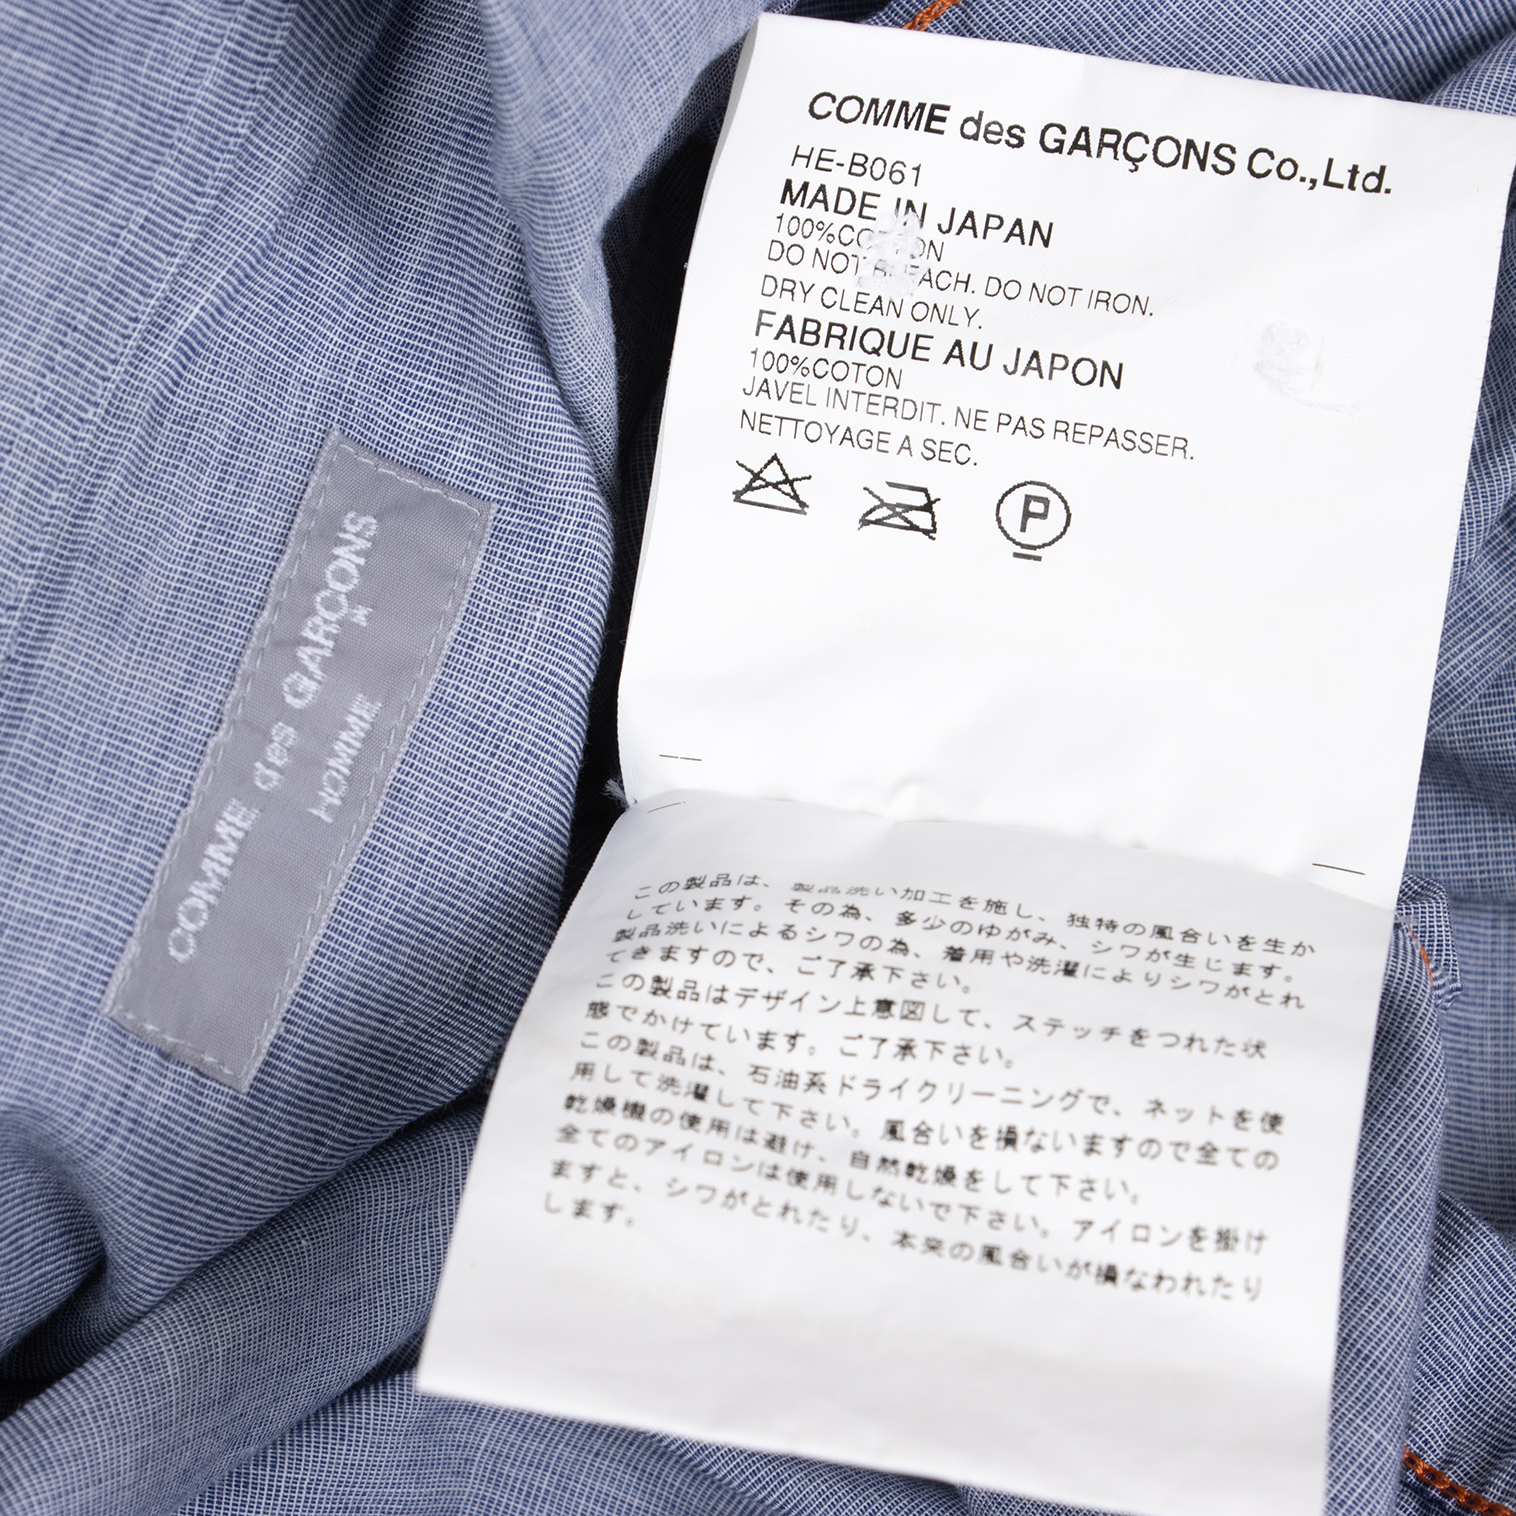 COMME des GARÇONS
HOMME
COMME des GARÇONS Co.,Ltd.
HE-B061
MADE IN JAPAN
100%COTTON
DO NOT BLEACH. DO NOT IRON.
DRY CLEAN ONLY.
FABRIQUE AU JAPON
100%COTON
JAVEL INTERDIT. NE PAS REPASSER.
NETTOYAGE A SEC.
P
この製品は、製品洗い加工を施し、独特の風合いを生か
しています。その為、多少のゆがみ、シワが生じます。
製品洗いによるシワの為、着用や洗濯によりシワがとれ
てきますので、ご了承下さい。
この製品はデザイン上意図して、ステッチをつれた状
態でかけています。ご了承下さい。
この製品は、石油系ドライクリーニングで、ネットを使
用して洗濯して下さい。風合いを損ないますので全ての
乾燥機の使用は避け、自然乾燥をして下さい。
全てのアイロンは使用しないで下さい。アイロンを掛け
ますと、シワがとれたり、本来の風合いが損なわれたり
します。